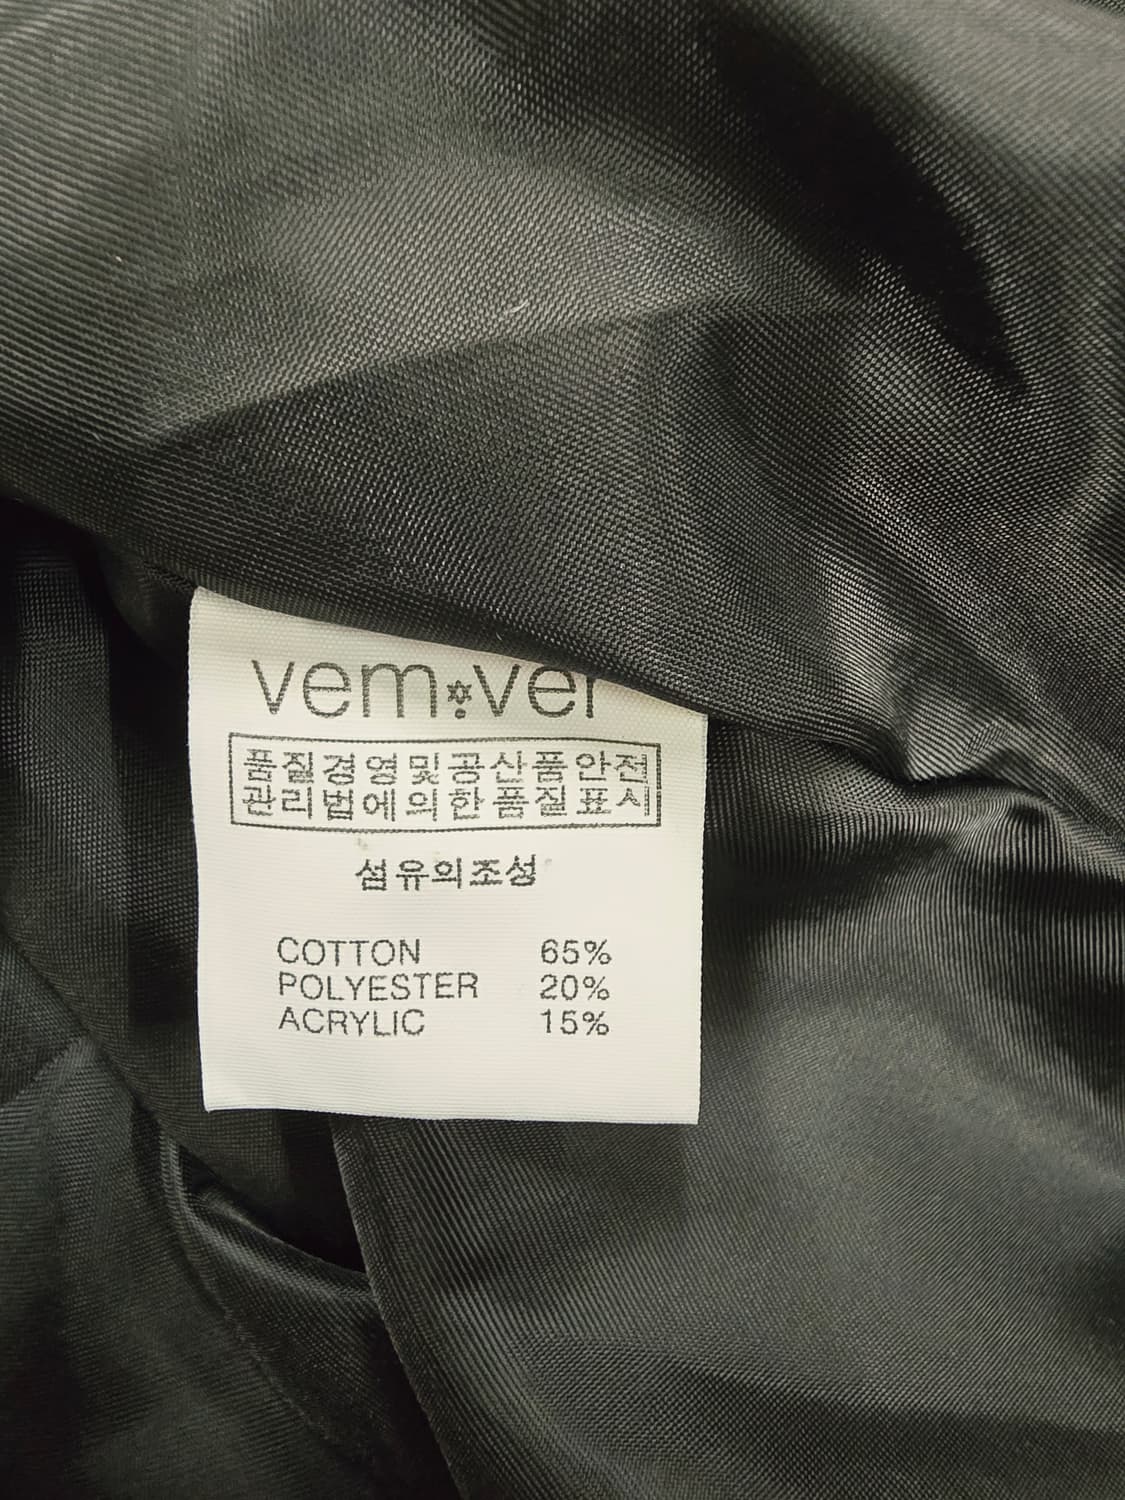 vem:ver
품질경영및공산품안전
관리법에의한품질표시
섬유의조성
COTTON 65%
POLYESTER 20%
ACRYLIC 15%